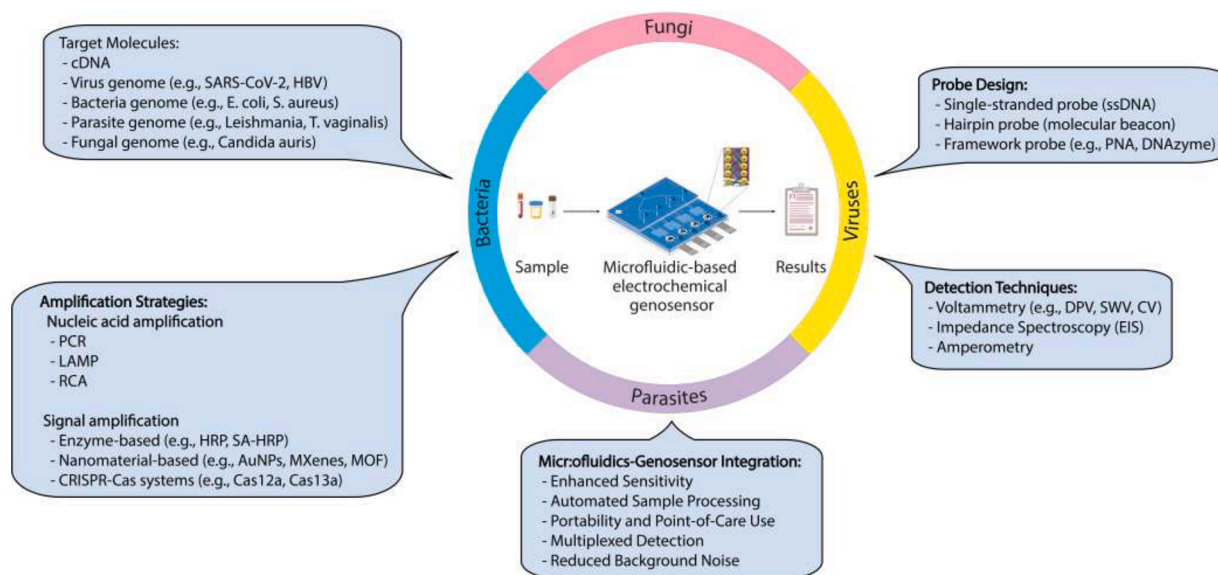 Target Molecules:
- cDNA
- Virus genome (e.g., SARS-CoV-2, HBV)
- Bacteria genome (e.g., E. coli, S. aureus)
- Parasite genome (e.g., Leishmania, T. vaginalis)
- Fungal genome (e.g., Candida auris)
Fungi
Probe Design:
- Single-stranded probe (ssDNA)
- Hairpin probe (molecular beacon)
- Framework probe (e.g., PNA, DNAzyme)
Bacteria
Viruses
Sample
Microfluidic-based
electrochemical
genosensor
Results
Amplification Strategies:
Nucleic acid amplification
- PCR
- LAMP
- RCA
Signal amplification
- Enzyme-based (e.g., HRP, SA-HRP)
- Nanomaterial-based (e.g., AuNPs, MXenes, MOF)
- CRISPR-Cas systems (e.g., Cas12a, Cas13a)
Detection Techniques:
- Voltammetry (e.g., DPV, SWV, CV)
- Impedance Spectroscopy (EIS)
- Amperometry
Parasites
Micr:ofluidics-Genosensor Integration:
- Enhanced Sensitivity
- Automated Sample Processing
- Portability and Point-of-Care Use
- Multiplexed Detection
- Reduced Background Noise